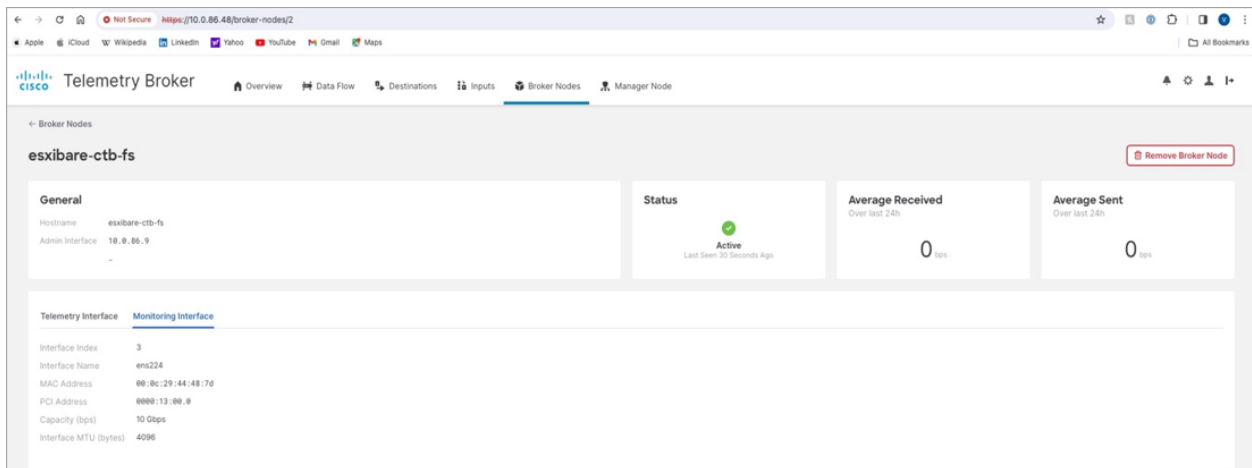 Not Secure https://10.0.86.48/broker-nodes/2
Apple iCloud Wikipedia LinkedIn Yahoo YouTube Gmail Maps All Bookmarks
CISCO Telemetry Broker Overview Data Flow Destinations Inputs Broker Nodes Manager Node
← Broker Nodes
esxibare-ctb-fs Remove Broker Node
General
Hostname esxibare-ctb-fs
Admin Interface 10.0.86.9
-
Status
Active
Last Seen 30 Seconds Ago
Average Received
Over last 24h
0 bps
Average Sent
Over last 24h
0 bps
Telemetry Interface Monitoring Interface
Interface Index 3
Interface Name ens224
MAC Address 00:0c:29:44:48:7d
PCI Address 0000:13:00.0
Capacity (bps) 10 Gbps
Interface MTU (bytes) 4096